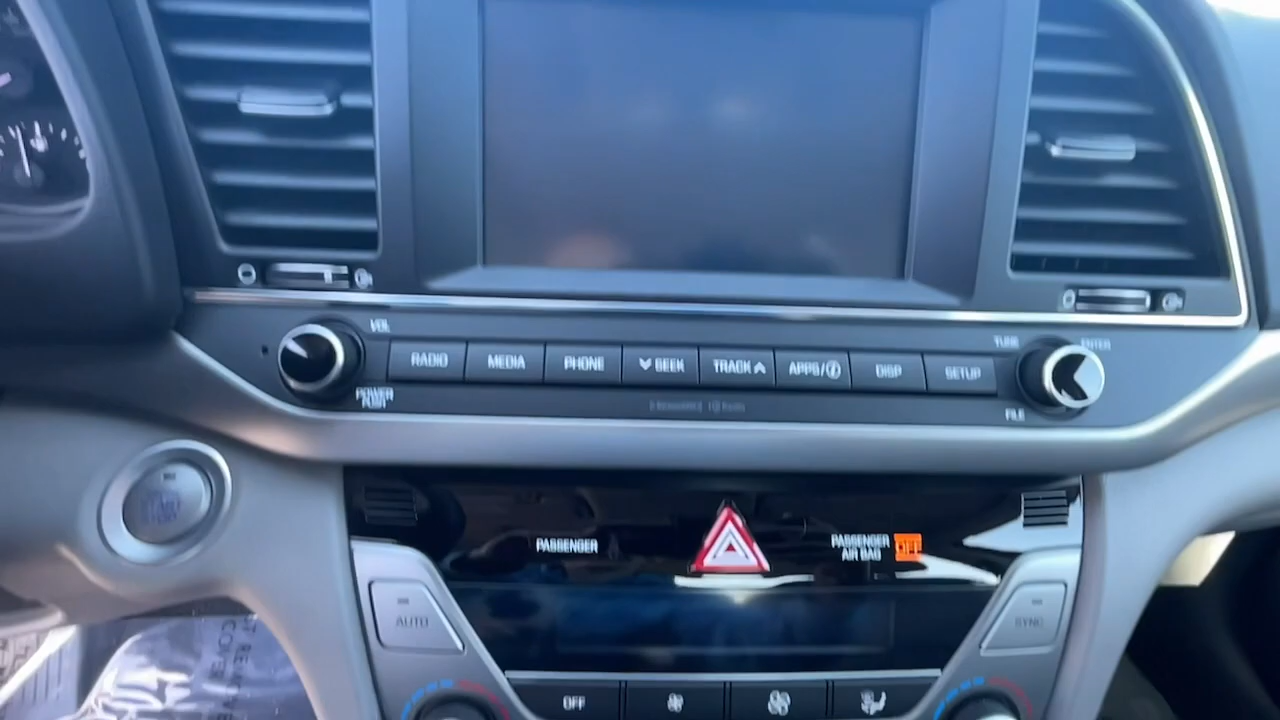 VOL
TUNE
ENTER
RADIO
MEDIA
PHONE
SEEK
TRACK
APPS/i
DISP
SETUP
POWER
PUSH
FILE
PASSENGER
PASSENGER
AIR BAG
OFF
AUTO
SYNC
OFF